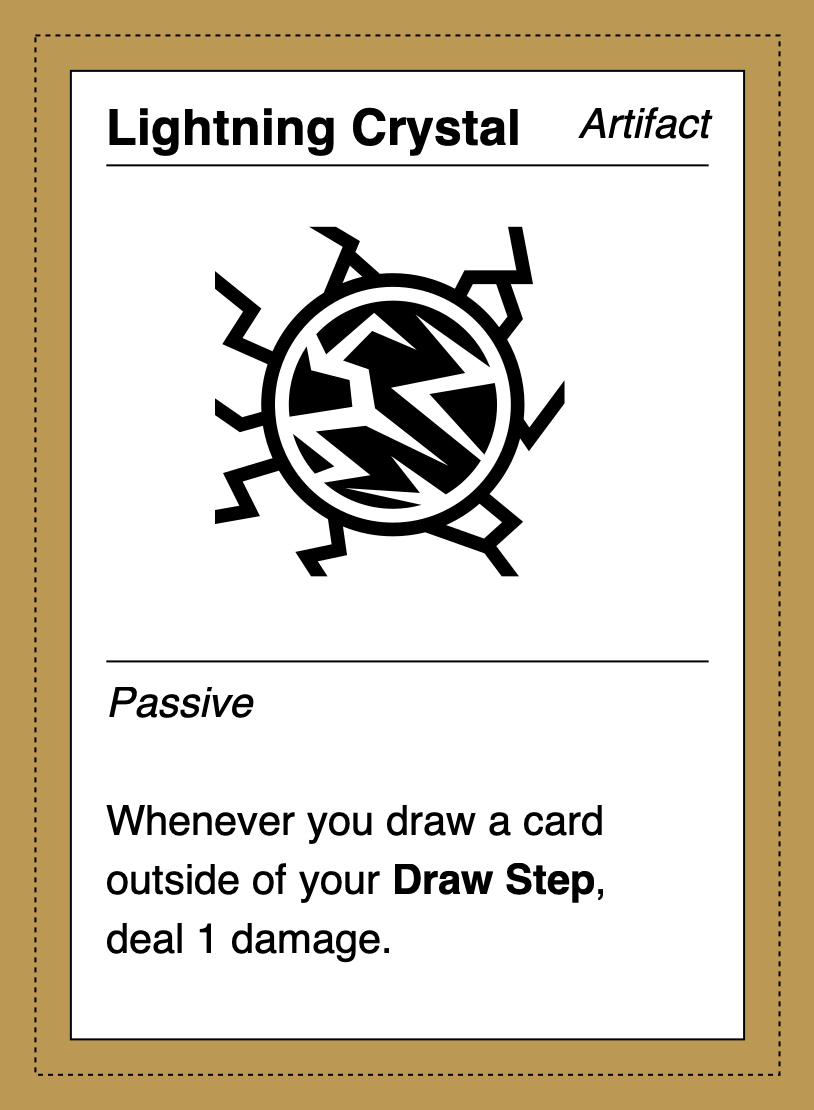 Lightning Crystal Artifact
Passive
Whenever you draw a card
outside of your Draw Step,
deal 1 damage.